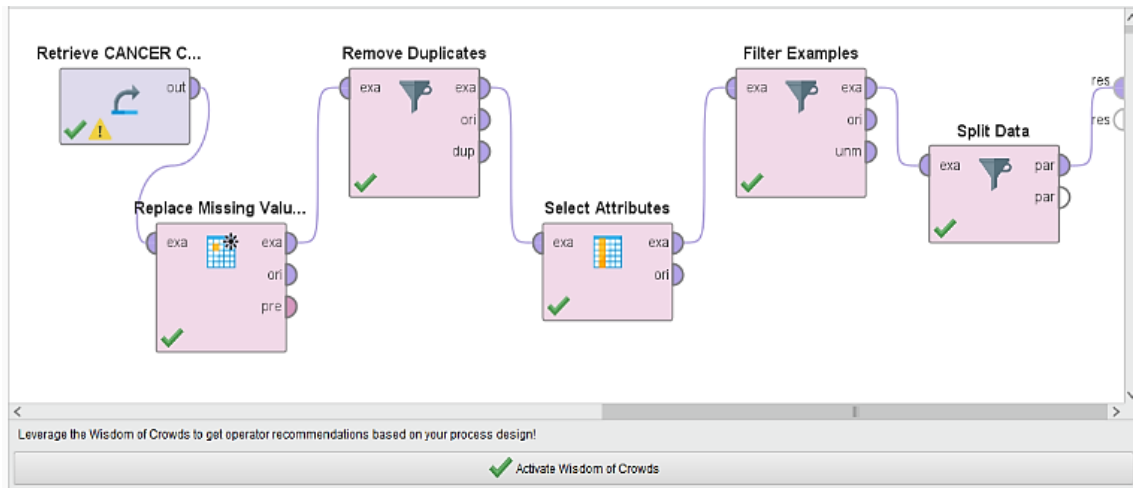 Retrieve CANCER C...
out
Replace Missing Valu...
exa exa
ori
pre
Remove Duplicates
exa exa
ori
dup
Select Attributes
exa exa
ori
Filter Examples
exa exa
ori
unm
Split Data
exa par
par
res
res
Leverage the Wisdom of Crowds to get operator recommendations based on your process design!
Activate Wisdom of Crowds